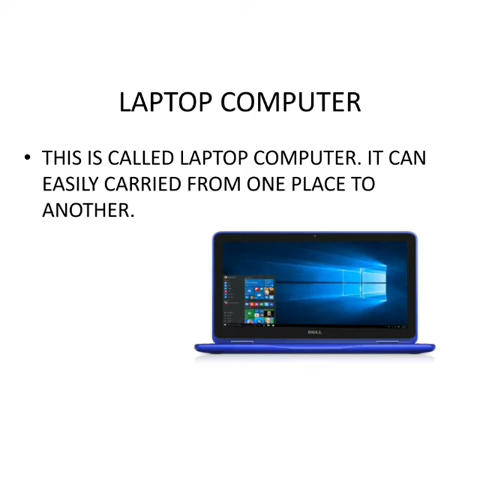 LAPTOP COMPUTER
• THIS IS CALLED LAPTOP COMPUTER. IT CAN
EASILY CARRIED FROM ONE PLACE TO
ANOTHER.
DELL